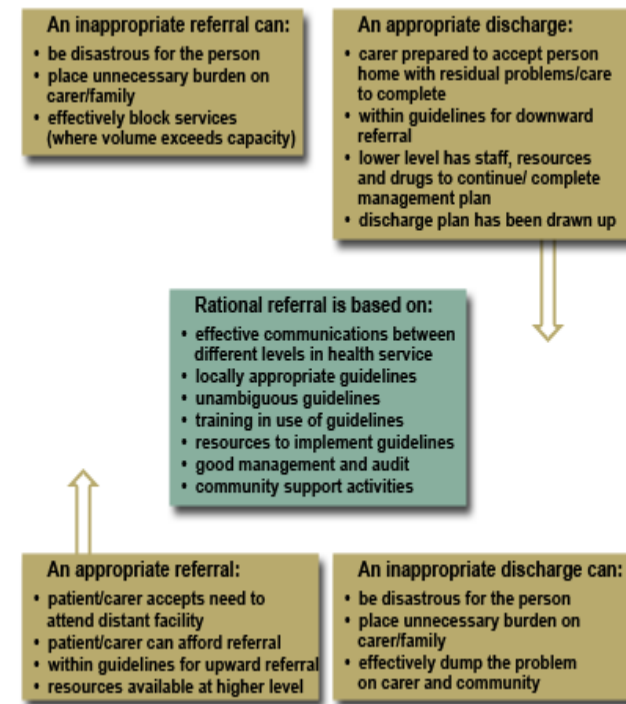 An inappropriate referral can:
• be disastrous for the person
• place unnecessary burden on
carer/family
• effectively block services
(where volume exceeds capacity)
An appropriate discharge:
• carer prepared to accept person
home with residual problems/care
to complete
• within guidelines for downward
referral
• lower level has staff, resources
and drugs to continue/ complete
management plan
• discharge plan has been drawn up
Rational referral is based on:
• effective communications between
different levels in health service
• locally appropriate guidelines
• unambiguous guidelines
• training in use of guidelines
• resources to implement guidelines
• good management and audit
• community support activities
An appropriate referral:
• patient/carer accepts need to
attend distant facility
• patient/carer can afford referral
• within guidelines for upward referral
• resources available at higher level
An inappropriate discharge can:
• be disastrous for the person
• place unnecessary burden on
carer/family
• effectively dump the problem
on carer and community